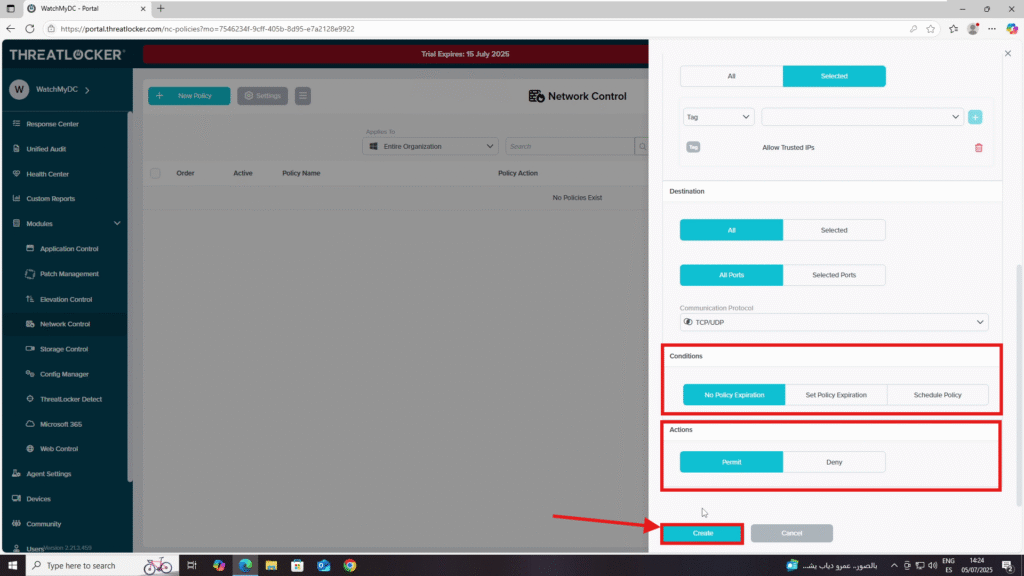 WatchMyDC - Portal
https://portal.threatlocker.com/nc-policies?mo=7546234f-9cff-405b-8d95-e7a2128e9922
THREATLOCKER
Trial Expires: 15 July 2025
W WatchMyDC
Response Center
Unified Audit
Health Center
Custom Reports
Modules
Application Control
Patch Management
Elevation Control
Network Control
Storage Control
Config Manager
ThreatLocker Detect
Microsoft 365
Web Control
Agent Settings
Devices
Community
Users
Version 2.21.3.459
+ New Policy
Settings
Network Control
Applies To
Entire Organization
Search
Order Active Policy Name Policy Action
No Policies Exist
All Selected
Tag
Tag Allow Trusted IPs
Destination
All Selected
All Ports Selected Ports
Communication Protocol
TCP/UDP
Conditions
No Policy Expiration Set Policy Expiration Schedule Policy
Actions
Permit Deny
Create Cancel
Type here to search
بالصور.. عمرو دياب يشـ...
ENG
ES
14:24
05/07/2025
2